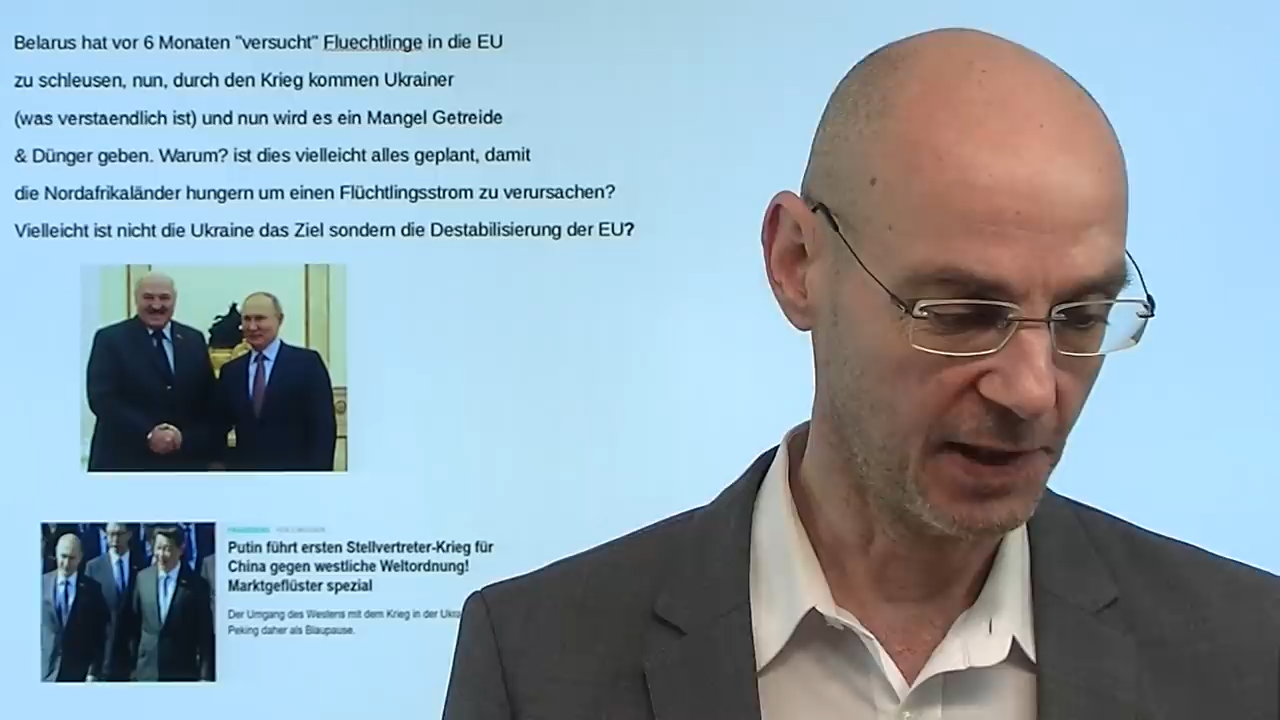 Belarus hat vor 6 Monaten "versucht" Fluechtlinge in die EU
zu schleusen, nun, durch den Krieg kommen Ukrainer
(was verstaendlich ist) und nun wird es ein Mangel Getreide
& Dünger geben. Warum? ist dies vielleicht alles geplant, damit
die Nordafrikaländer hungern um einen Flüchtlingsstrom zu verursachen?
Vielleicht ist nicht die Ukraine das Ziel sondern die Destabilisierung der EU?
Putin führt ersten Stellvertreter-Krieg für
China gegen westliche Weltordnung!
Marktgeflüster spezial
Der Umgang des Westens mit dem Krieg in der Ukra
Peking daher als Blaupause.